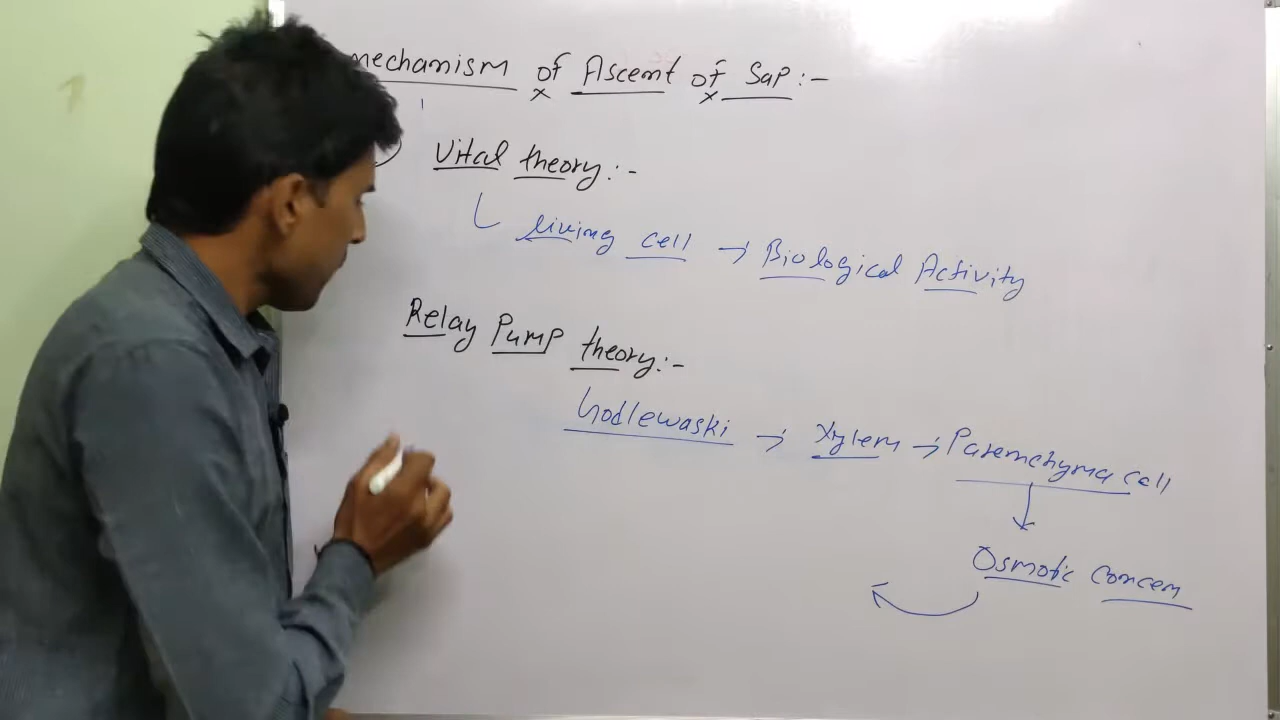 mechanism of Ascent of Sap:-
Vital theory:-
living cell → Biological Activity
Relay Pump theory:-
Godlewaski → Xylem → Parenchyma cell
Osmotic concen